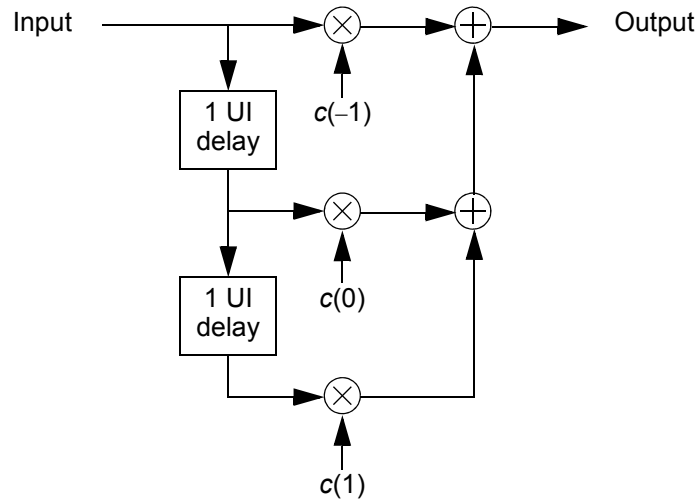 Input
Output
1 UI
delay
c(–1)
1 UI
delay
c(0)
c(1)